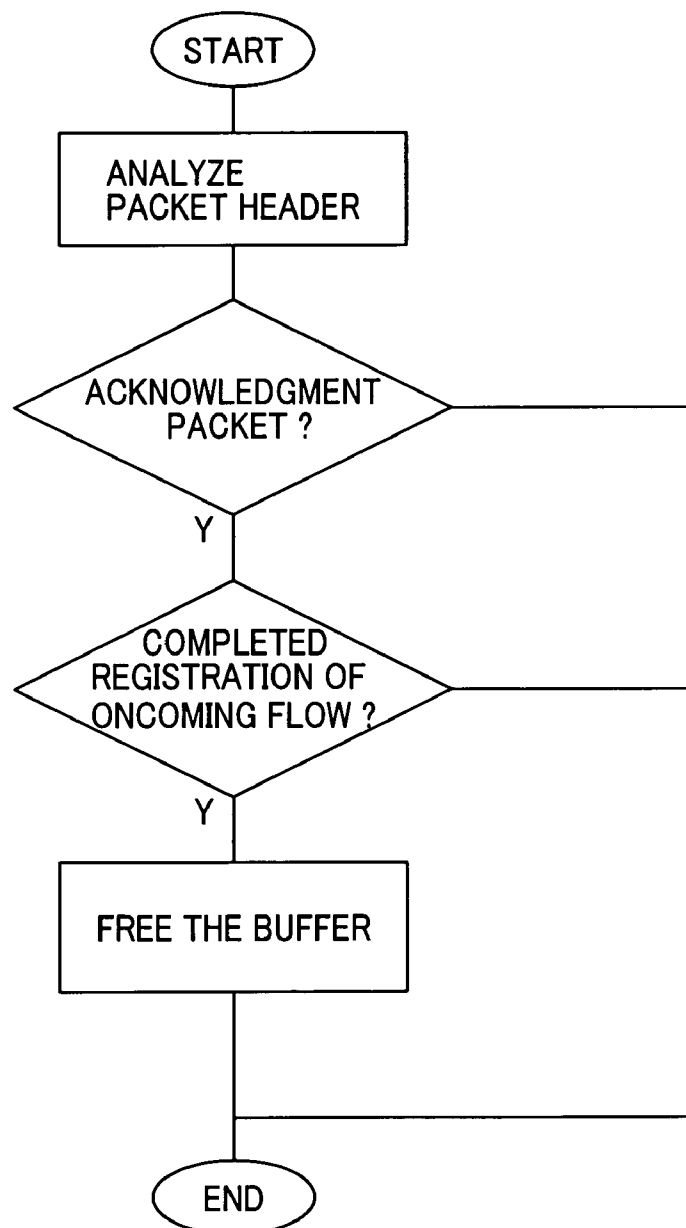 START
ANALYZE
PACKET HEADER
ACKNOWLEDGMENT
PACKET ?
Y
COMPLETED
REGISTRATION OF
ONCOMING FLOW ?
Y
FREE THE BUFFER
END